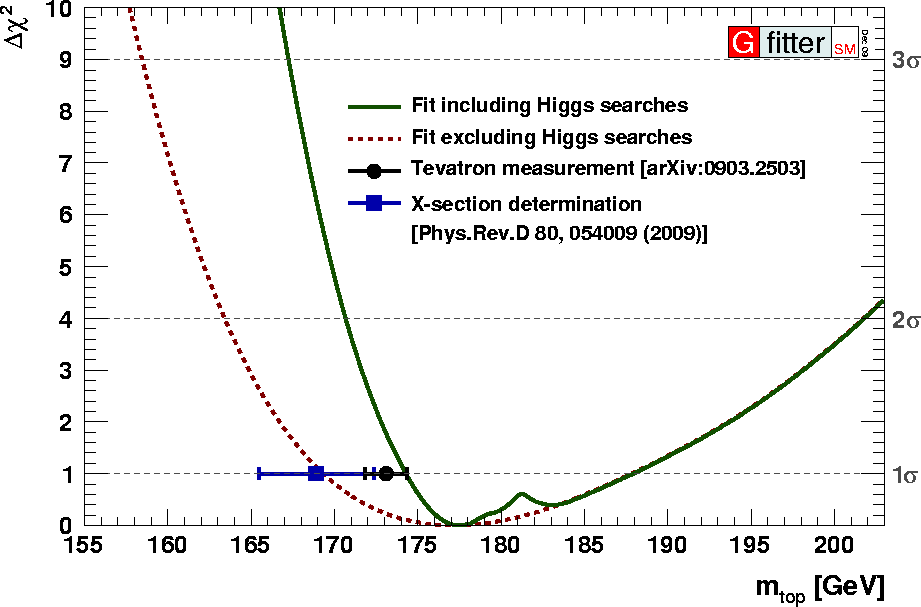 Δχ²
10
9
8
7
6
5
4
3
2
1
0
3σ
2σ
1σ
G fitter SM
Dec 09
Fit including Higgs searches
Fit excluding Higgs searches
Tevatron measurement [arXiv:0903.2503]
X-section determination
[Phys.Rev.D 80, 054009 (2009)]
155 160 165 170 175 180 185 190 195 200
m_top [GeV]